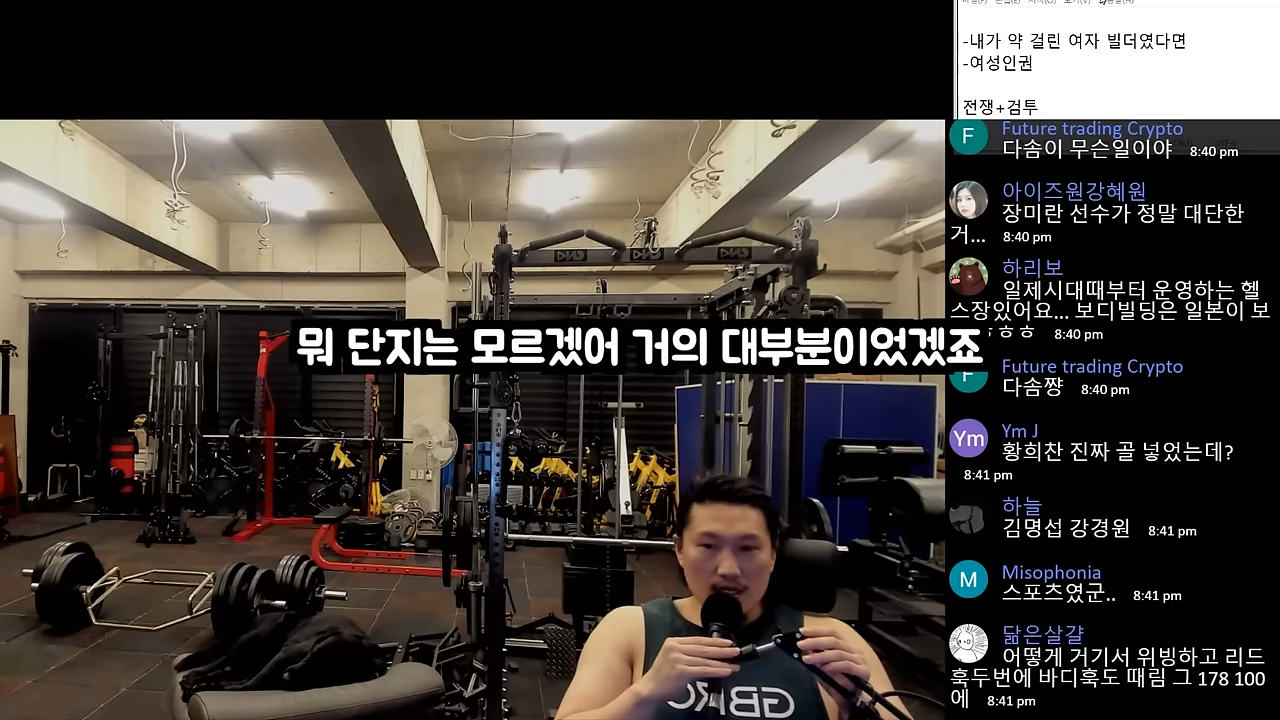 -내가 약 걸린 여자 빌더였다면
-여성인권
전쟁+검투
F
Future trading Crypto
다솜이 무슨일이야 8:40 pm
아이즈원강혜원
장미란 선수가 정말 대단한
거... 8:40 pm
하리보
일제시대때부터 운영하는 헬
스장있어요... 보디빌딩은 일본이 보
8:40 pm
뭐 단지는 모르겠어 거의 대부분이었겠죠
Future trading Crypto
다솜쨩 8:40 pm
Ym
Ym J
황희찬 진짜 골 넣었는데?
8:41 pm
하늘
김명섭 강경원 8:41 pm
M
Misophonia
스포츠였군.. 8:41 pm
닮은살걀
어떻게 거기서 위빙하고 리드
훅두번에 바디훅도 때림 그 178 100
에 8:41 pm